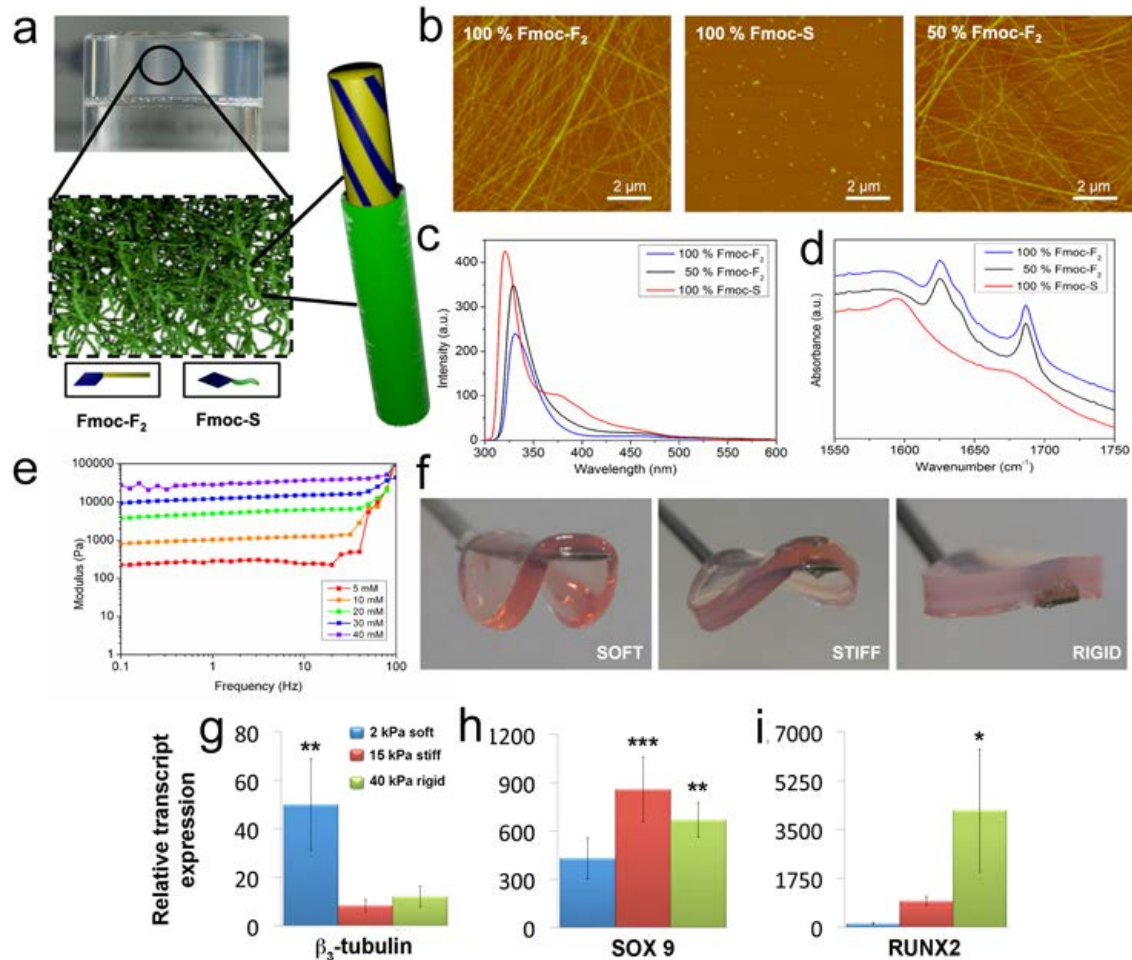 a
Fmoc-F₂
Fmoc-S
b
100 % Fmoc-F₂
2 µm
100 % Fmoc-S
2 µm
50 % Fmoc-F₂
2 µm
c
400
300
200
100
0
Intensity (a.u.)
300 350 400 450 500 550 600
Wavelength (nm)
100 % Fmoc-F₂
50 % Fmoc-F₂
100 % Fmoc-S
d
Absorbance (a.u.)
1550 1600 1650 1700 1750
Wavenumber (cm⁻¹)
100 % Fmoc-F₂
50 % Fmoc-F₂
100 % Fmoc-S
e
100000
10000
1000
100
10
1
Modulus (Pa)
0.1 1 10 100
Frequency (Hz)
5 mM
10 mM
20 mM
30 mM
40 mM
f
SOFT
STIFF
RIGID
Relative transcript
expression
g
80
60
40
20
0
**
2 kPa soft
15 kPa stiff
40 kPa rigid
β₃-tubulin
h
1200
900
600
300
0
***
**
SOX 9
i
7000
5250
3500
1750
0
*
RUNX2